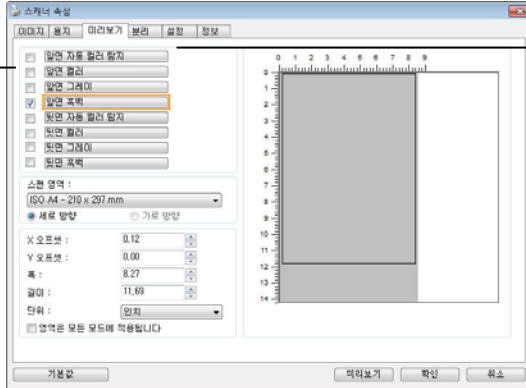 스캐너 속성
이미지 용지 미리보기 분리 설정 정보
앞면 자동 컬러 탐지
앞면 컬러
앞면 그레이
앞면 흑백
뒷면 자동 컬러 탐지
뒷면 컬러
뒷면 그레이
뒷면 흑백
스캔 영역 :
ISO A4 - 210 x 297 mm
세로 방향 가로 방향
X 오프셋 : 0,12
Y 오프셋 : 0,00
폭 : 8,27
길이 : 11,69
단위 : 인치
영역은 모든 모드에 적용됩니다
0 1 2 3 4 5 6 7 8 9
0
1
2
3
4
5
6
7
8
9
10
11
12
13
14
기본값 미리보기 확인 취소